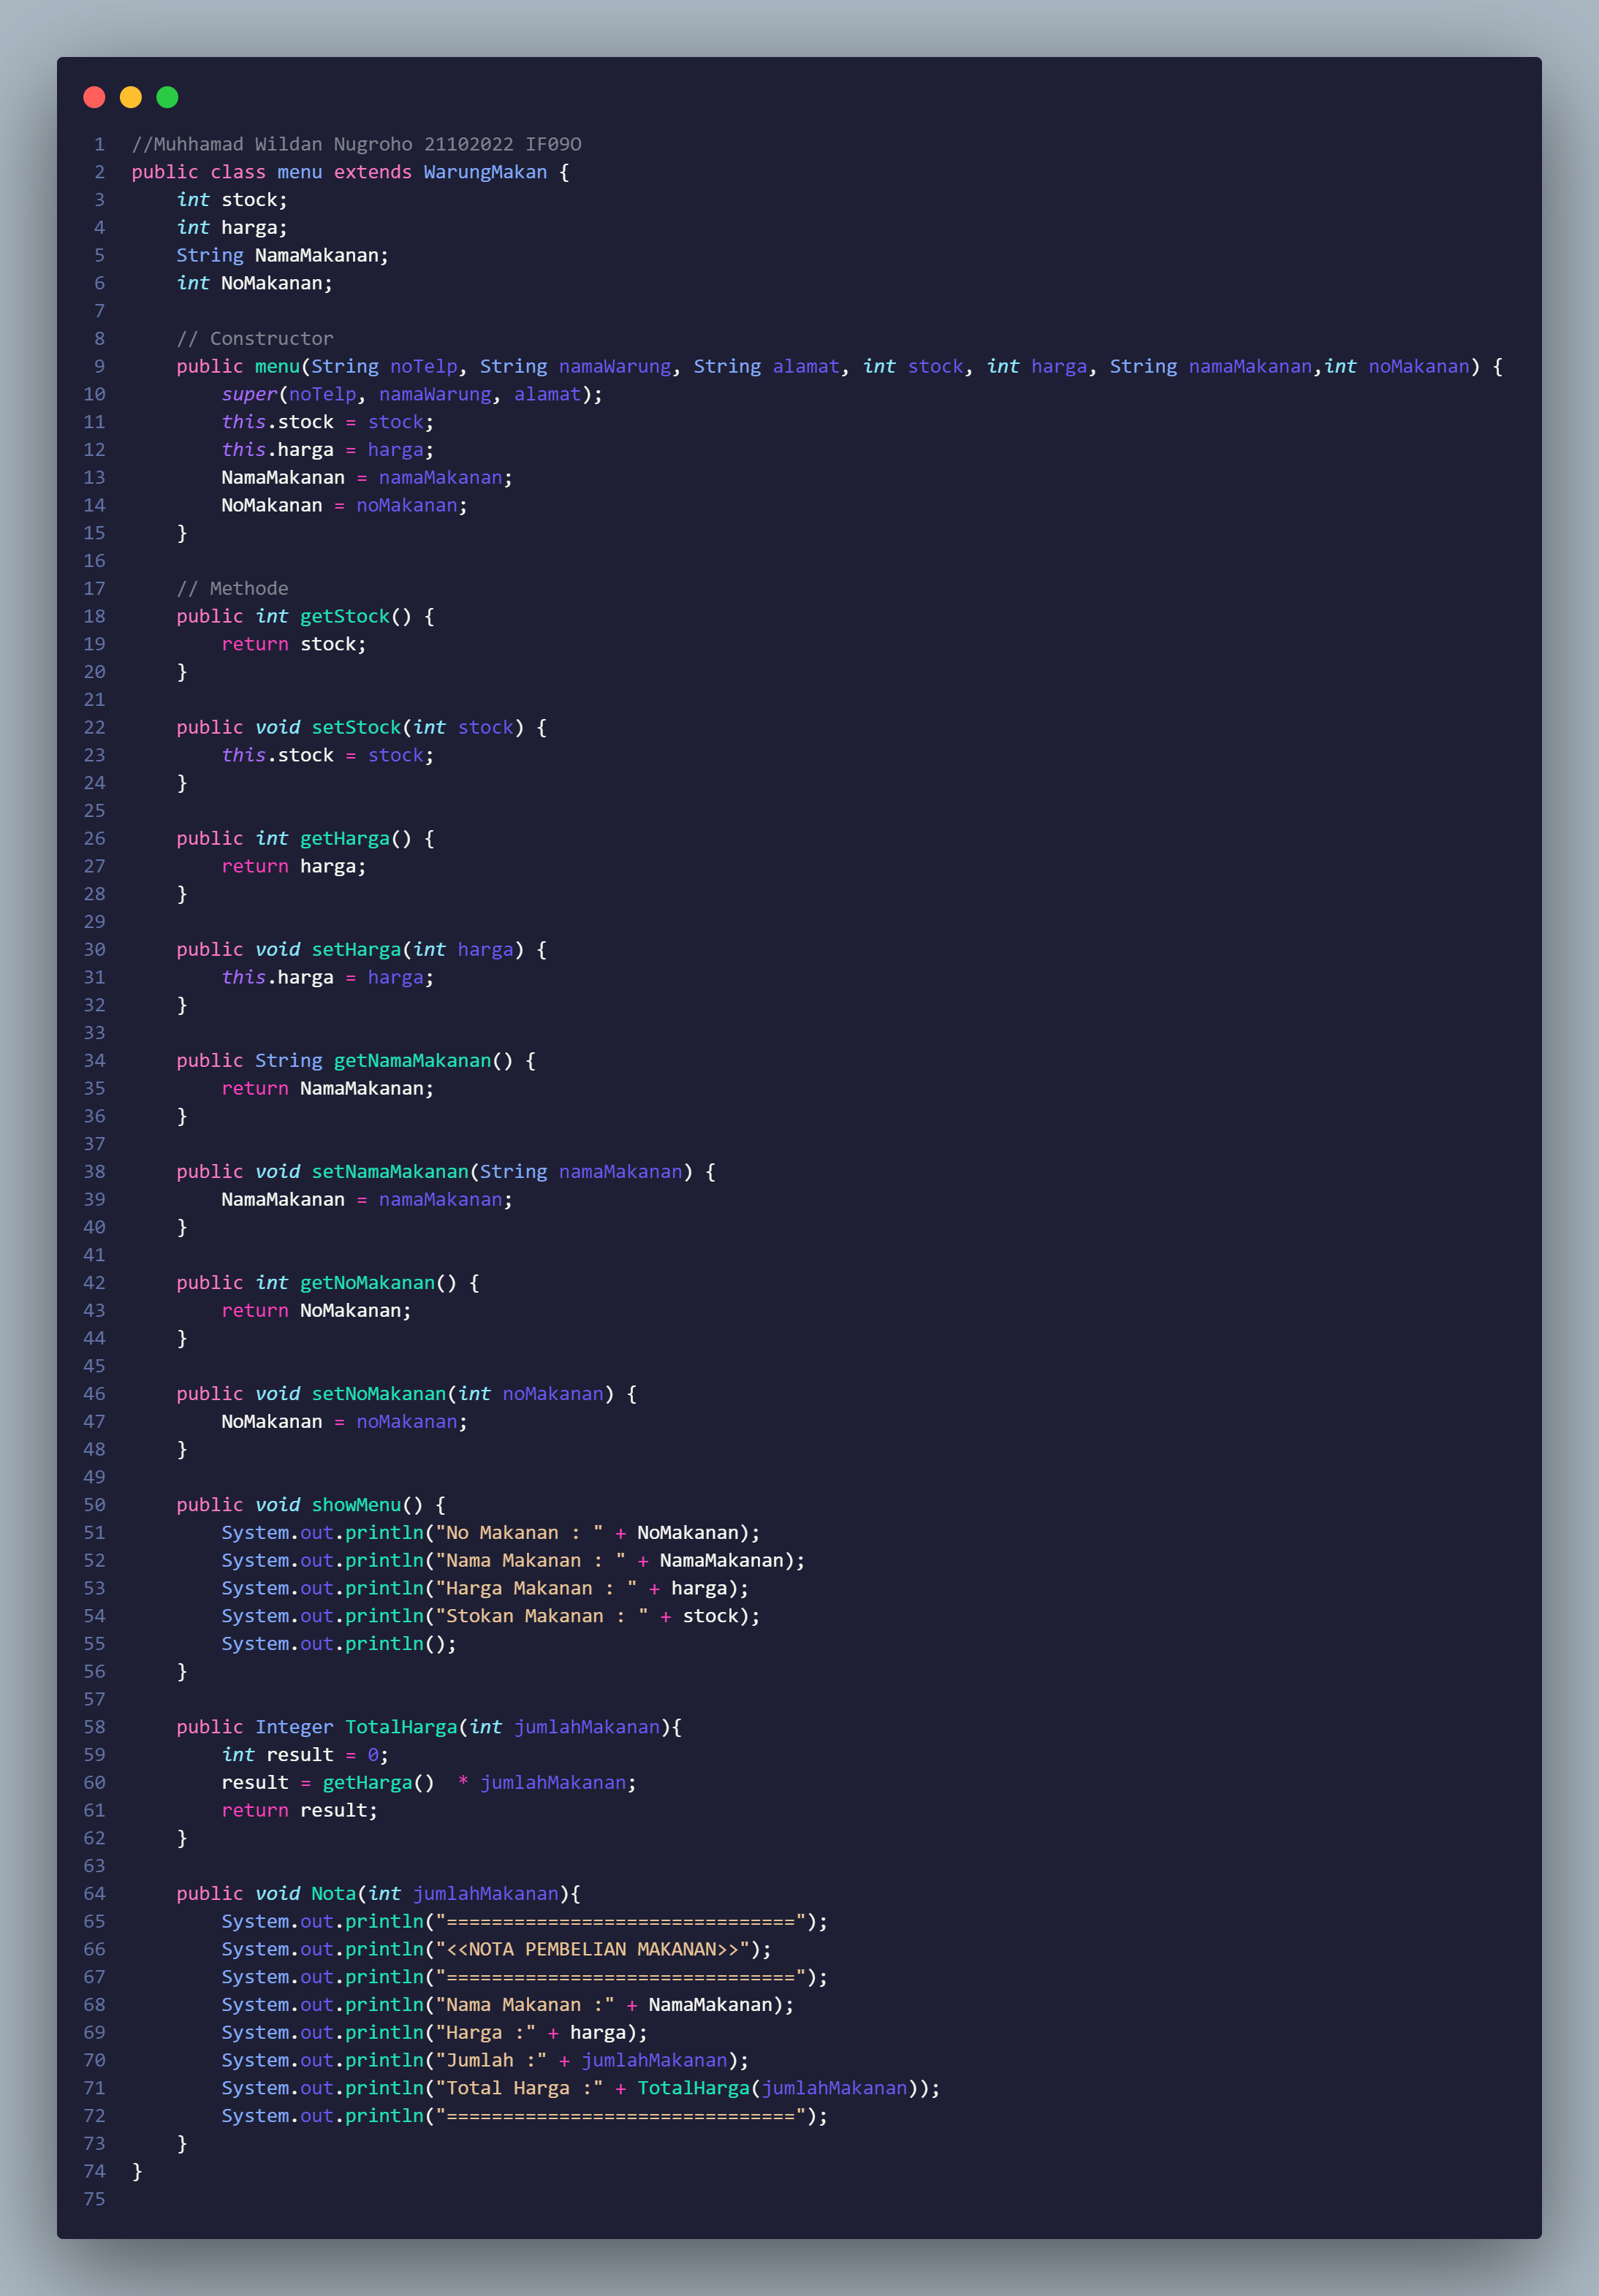 1 //Muhhamad Wildan Nugroho 21102022 IF09O
2 public class menu extends WarungMakan {
3     int stock;
4     int harga;
5     String NamaMakanan;
6     int NoMakanan;
7
8     // Constructor
9     public menu(String noTelp, String namaWarung, String alamat, int stock, int harga, String namaMakanan,int noMakanan) {
10         super(noTelp, namaWarung, alamat);
11         this.stock = stock;
12         this.harga = harga;
13         NamaMakanan = namaMakanan;
14         NoMakanan = noMakanan;
15     }
16
17     // Methode
18     public int getStock() {
19         return stock;
20     }
21
22     public void setStock(int stock) {
23         this.stock = stock;
24     }
25
26     public int getHarga() {
27         return harga;
28     }
29
30     public void setHarga(int harga) {
31         this.harga = harga;
32     }
33
34     public String getNamaMakanan() {
35         return NamaMakanan;
36     }
37
38     public void setNamaMakanan(String namaMakanan) {
39         NamaMakanan = namaMakanan;
40     }
41
42     public int getNoMakanan() {
43         return NoMakanan;
44     }
45
46     public void setNoMakanan(int noMakanan) {
47         NoMakanan = noMakanan;
48     }
49
50     public void showMenu() {
51         System.out.println("No Makanan : " + NoMakanan);
52         System.out.println("Nama Makanan : " + NamaMakanan);
53         System.out.println("Harga Makanan : " + harga);
54         System.out.println("Stokan Makanan : " + stock);
55         System.out.println();
56     }
57
58     public Integer TotalHarga(int jumlahMakanan){
59         int result = 0;
60         result = getHarga()  * jumlahMakanan;
61         return result;
62     }
63
64     public void Nota(int jumlahMakanan){
65         System.out.println("===============================");
66         System.out.println("<<NOTA PEMBELIAN MAKANAN>>");
67         System.out.println("===============================");
68         System.out.println("Nama Makanan :" + NamaMakanan);
69         System.out.println("Harga :" + harga);
70         System.out.println("Jumlah :" + jumlahMakanan);
71         System.out.println("Total Harga :" + TotalHarga(jumlahMakanan));
72         System.out.println("===============================");
73     }
74 }
75